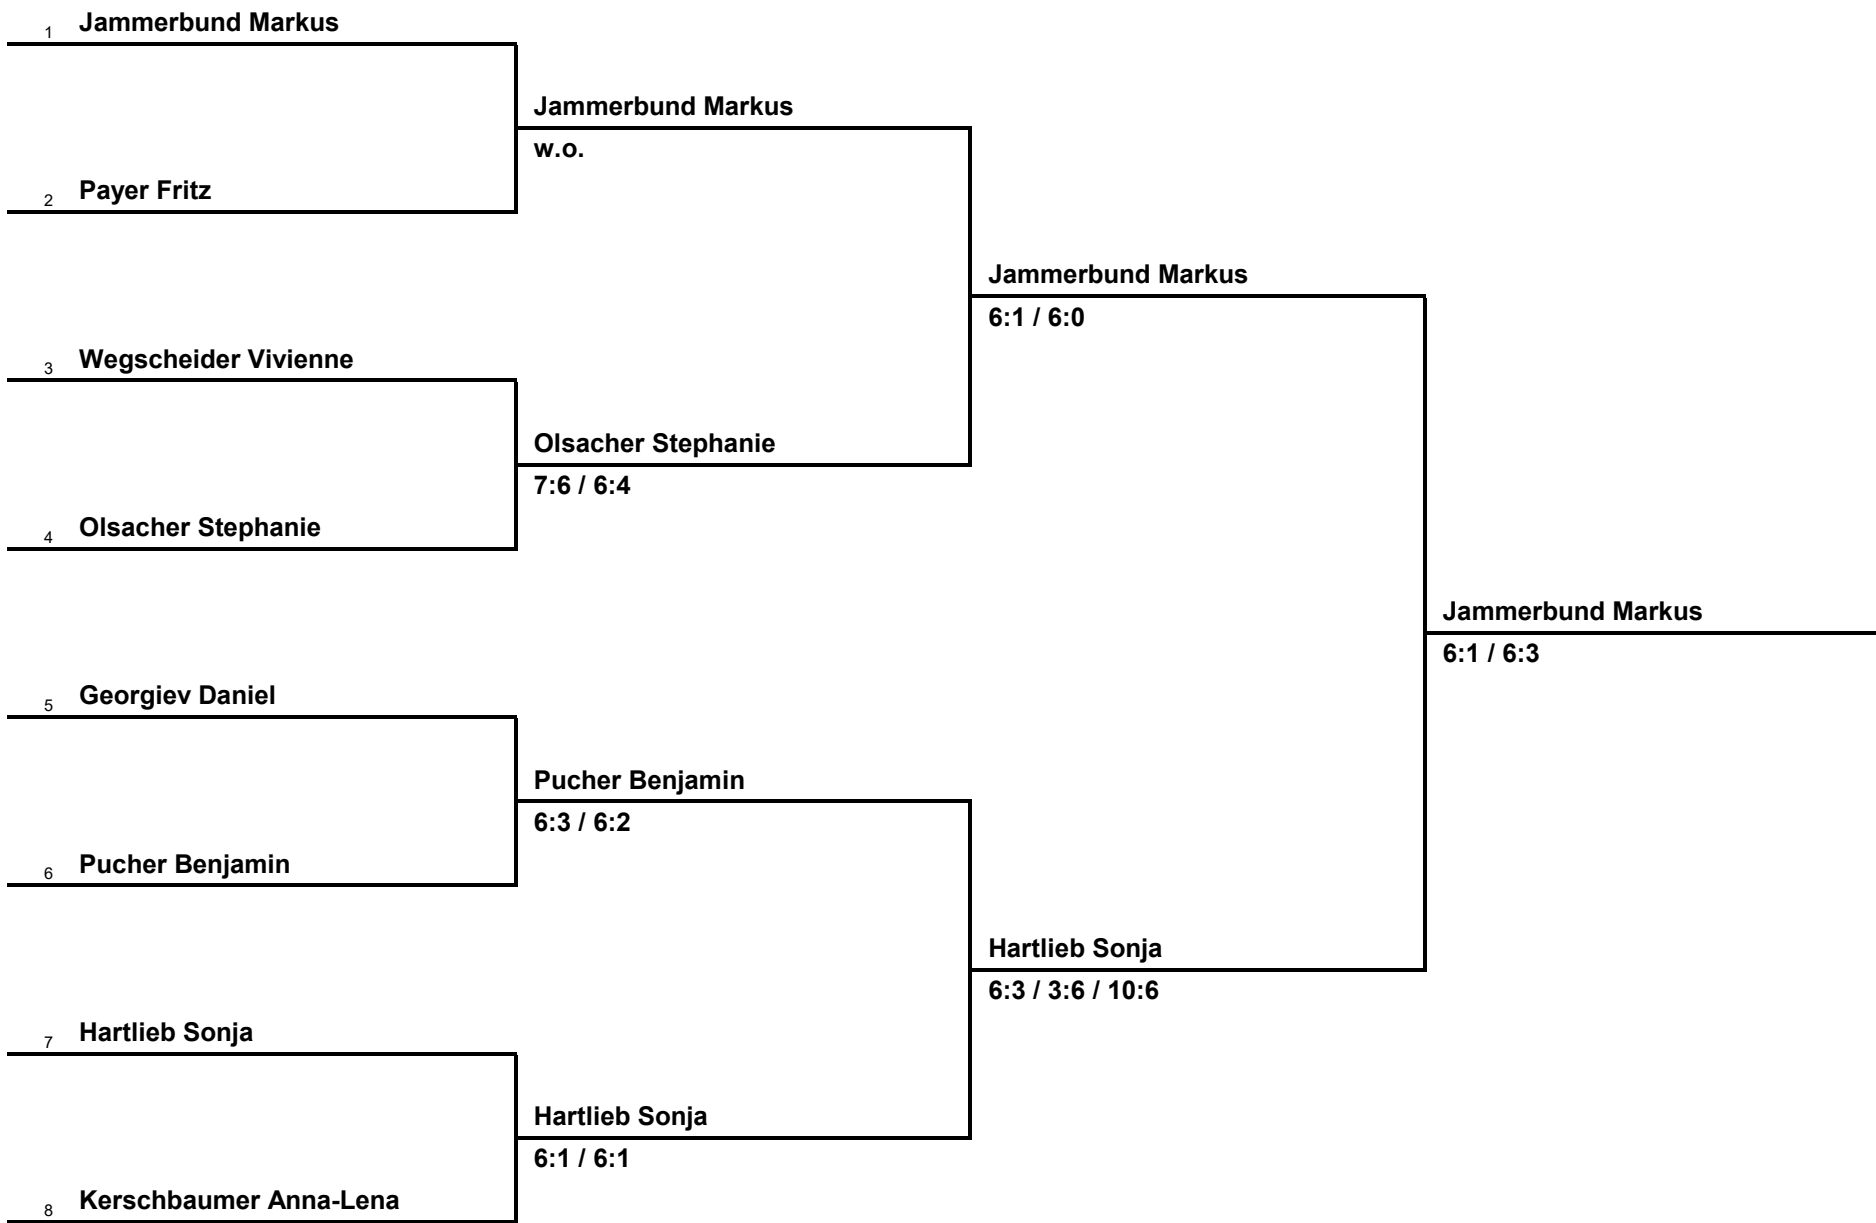 1 Jammerbund Markus
Jammerbund Markus
w.o.
2 Payer Fritz
Jammerbund Markus
6:1 / 6:0
3 Wegscheider Vivienne
Olsacher Stephanie
7:6 / 6:4
4 Olsacher Stephanie
Jammerbund Markus
6:1 / 6:3
5 Georgiev Daniel
Pucher Benjamin
6:3 / 6:2
6 Pucher Benjamin
Hartlieb Sonja
6:3 / 3:6 / 10:6
7 Hartlieb Sonja
Hartlieb Sonja
6:1 / 6:1
8 Kerschbaumer Anna-Lena